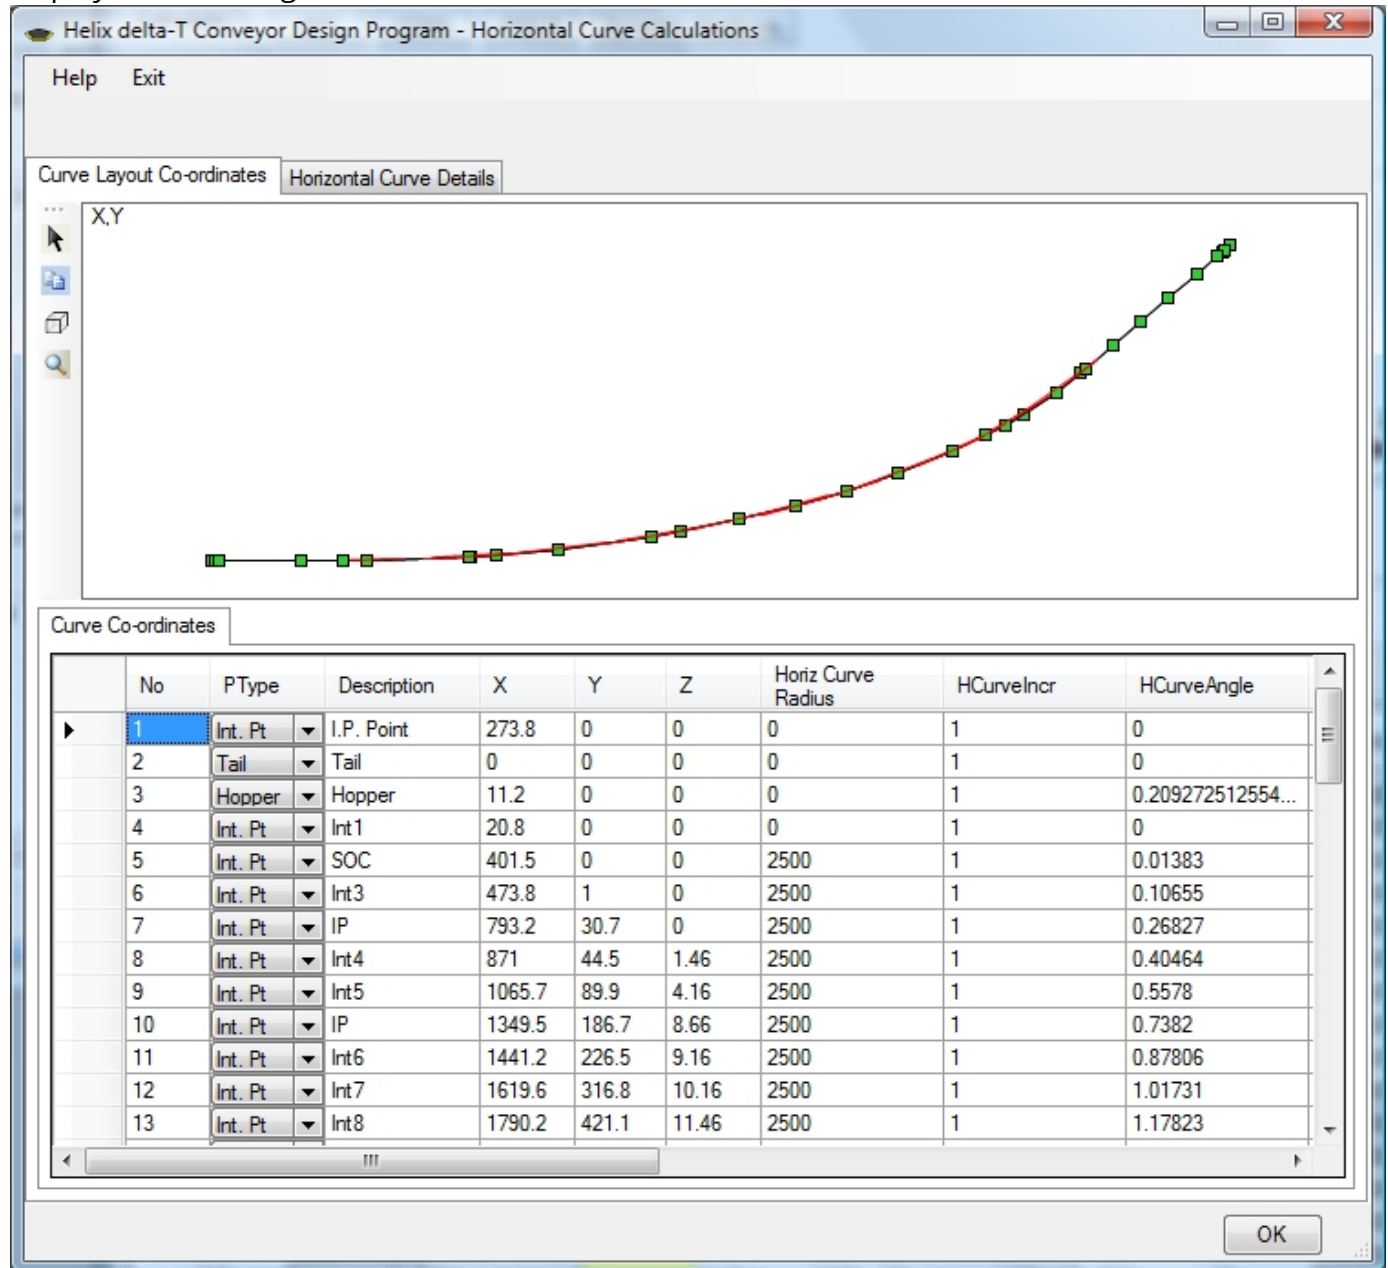 Helix delta-T Conveyor Design Program - Horizontal Curve Calculations
Help Exit
Curve Layout Co-ordinates Horizontal Curve Details
X,Y
Curve Co-ordinates
No PType Description X Y Z Horiz Curve Radius HCurveIncr HCurveAngle
1 Int. Pt I.P. Point 273.8 0 0 0 1 0
2 Tail Tail 0 0 0 0 1 0
3 Hopper Hopper 11.2 0 0 0 1 0.209272512554...
4 Int. Pt Int1 20.8 0 0 0 1 0
5 Int. Pt SOC 401.5 0 0 2500 1 0.01383
6 Int. Pt Int3 473.8 1 0 2500 1 0.10655
7 Int. Pt IP 793.2 30.7 0 2500 1 0.26827
8 Int. Pt Int4 871 44.5 1.46 2500 1 0.40464
9 Int. Pt Int5 1065.7 89.9 4.16 2500 1 0.5578
10 Int. Pt IP 1349.5 186.7 8.66 2500 1 0.7382
11 Int. Pt Int6 1441.2 226.5 9.16 2500 1 0.87806
12 Int. Pt Int7 1619.6 316.8 10.16 2500 1 1.01731
13 Int. Pt Int8 1790.2 421.1 11.46 2500 1 1.17823
OK